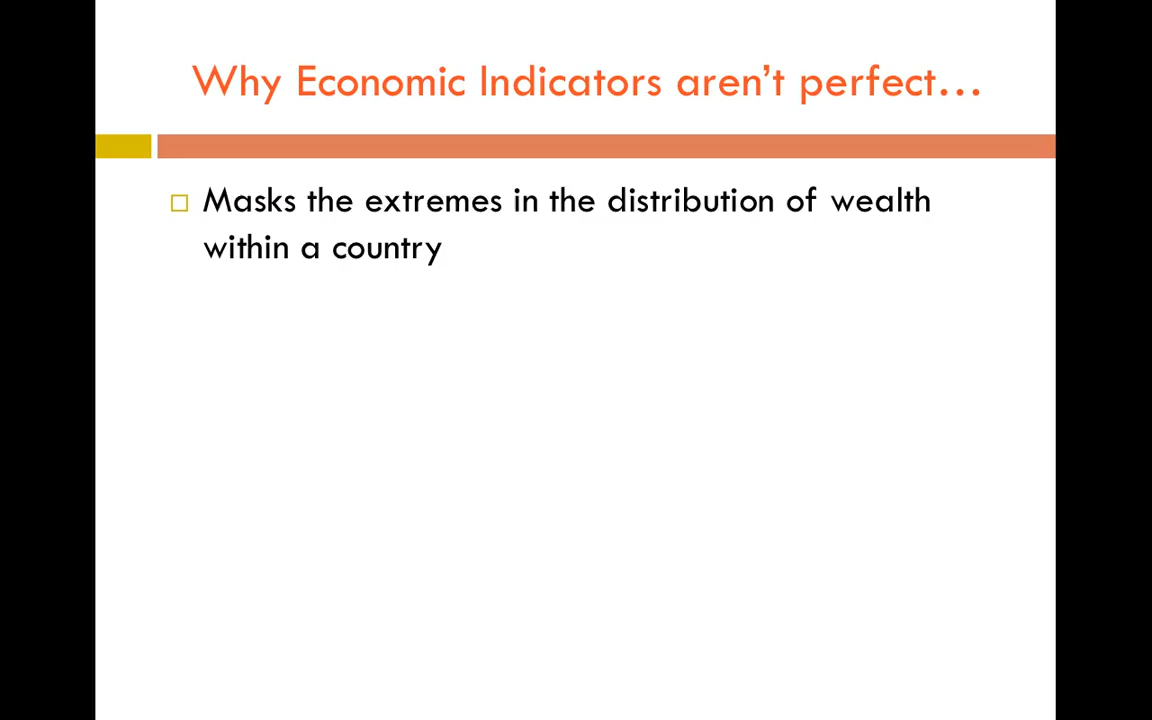 Why Economic Indicators aren’t perfect…
Masks the extremes in the distribution of wealth
within a country